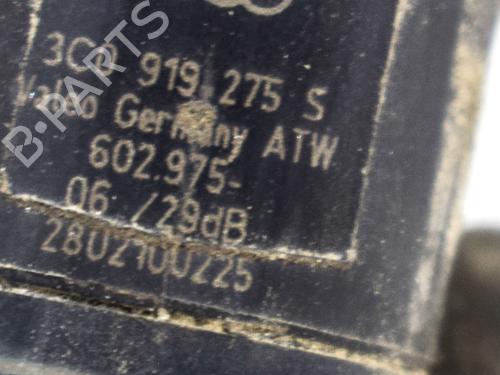 B-PARTS
3C0 919 275 S
Valeo Germany ATW
602.975-
06 /29dB
2802100225